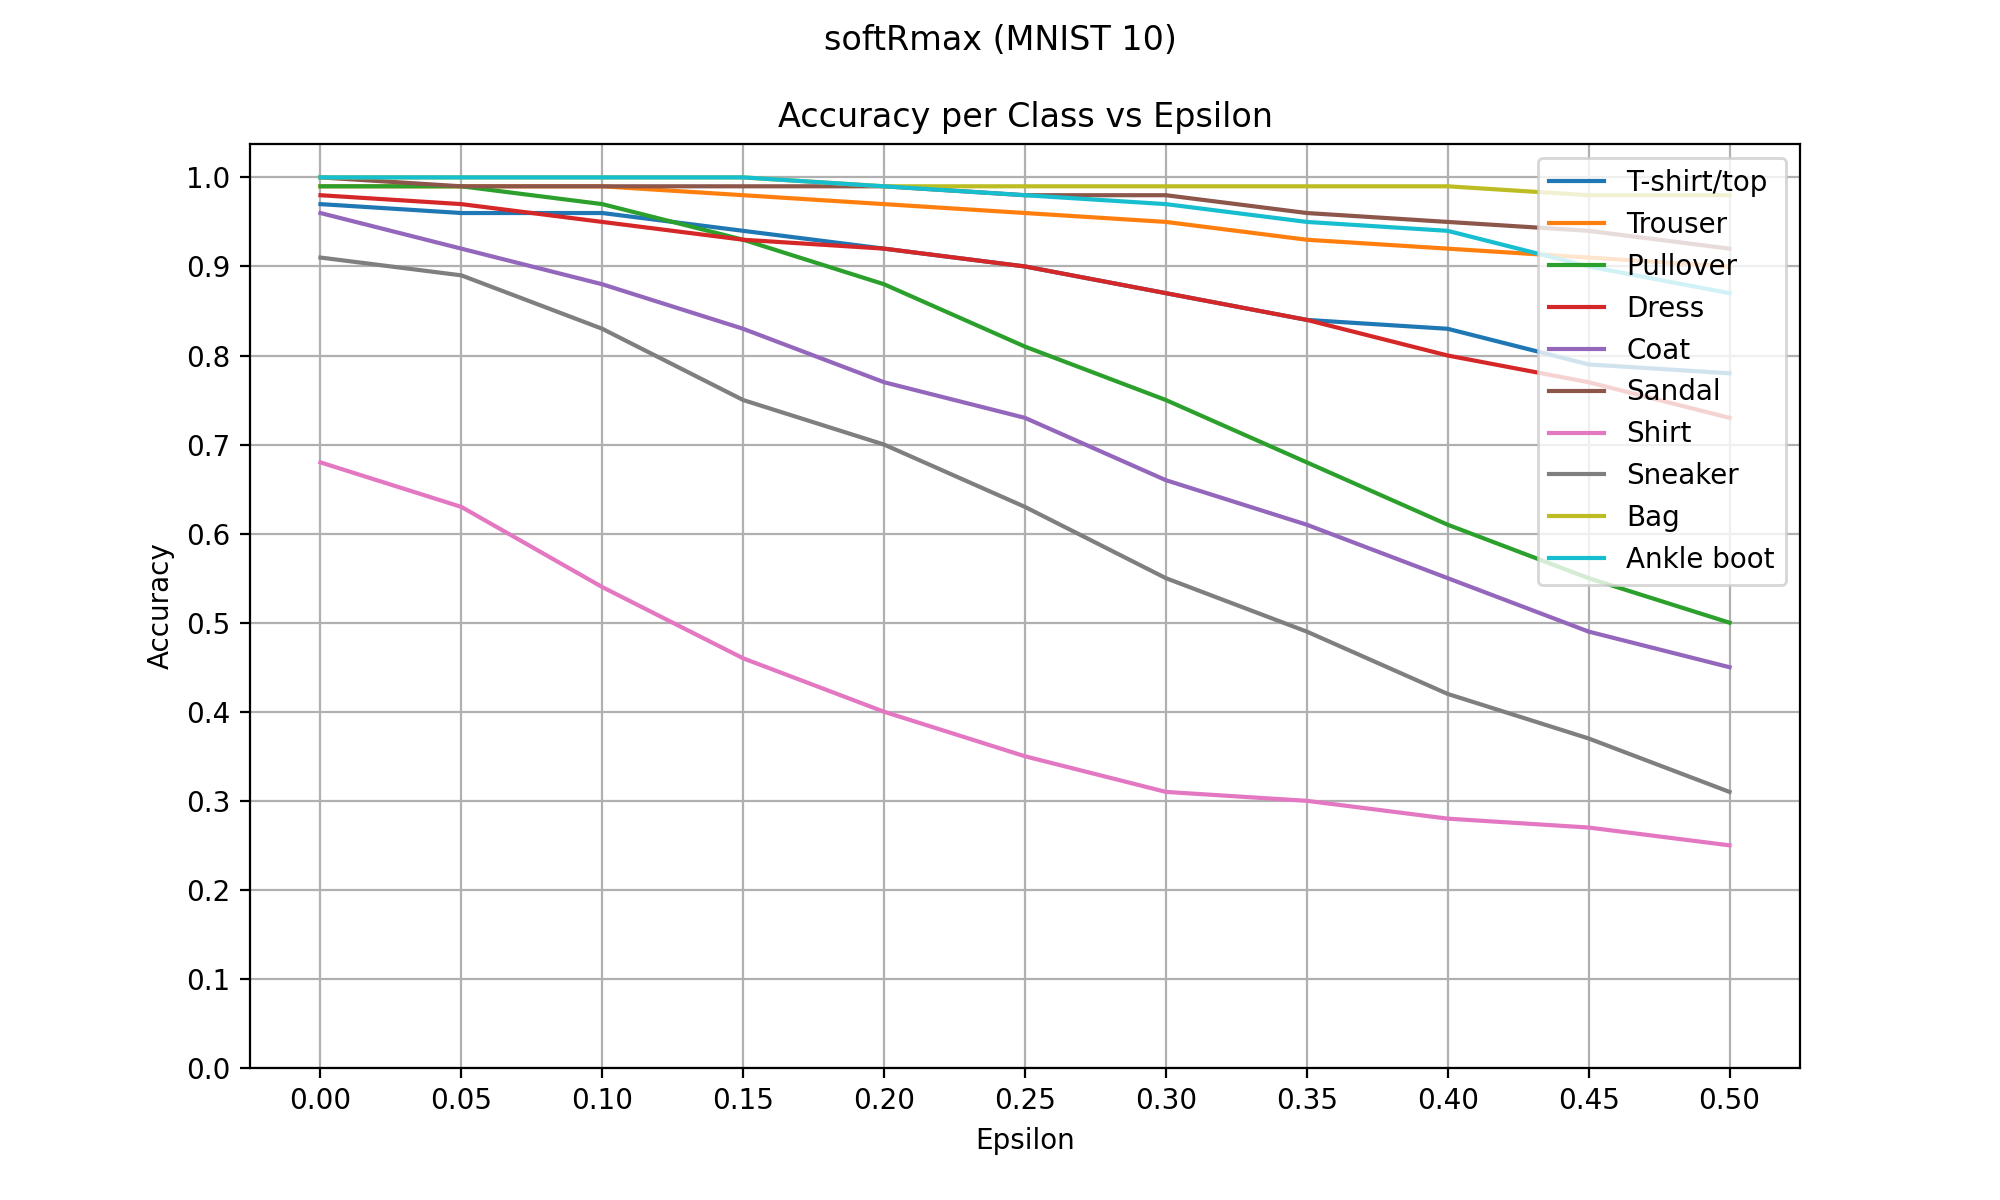 softRmax (MNIST 10)
Accuracy per Class vs Epsilon
1.0
0.9
0.8
0.7
0.6
0.5
0.4
0.3
0.2
0.1
0.0
Accuracy
T-shirt/top
Trouser
Pullover
Dress
Coat
Sandal
Shirt
Sneaker
Bag
Ankle boot
0.00 0.05 0.10 0.15 0.20 0.25 0.30 0.35 0.40 0.45 0.50
Epsilon